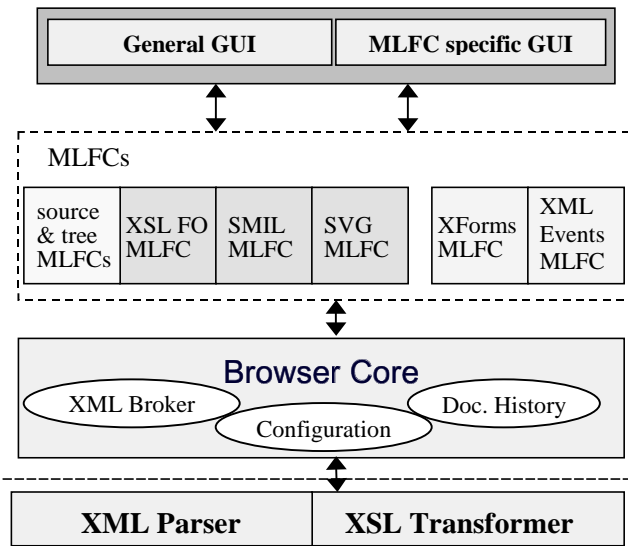 General GUI
MLFC specific GUI
MLFCs
source
& tree
MLFCs
XSL FO
MLFC
SMIL
MLFC
SVG
MLFC
XForms
MLFC
XML
Events
MLFC
Browser Core
XML Broker
Configuration
Doc. History
XML Parser
XSL Transformer